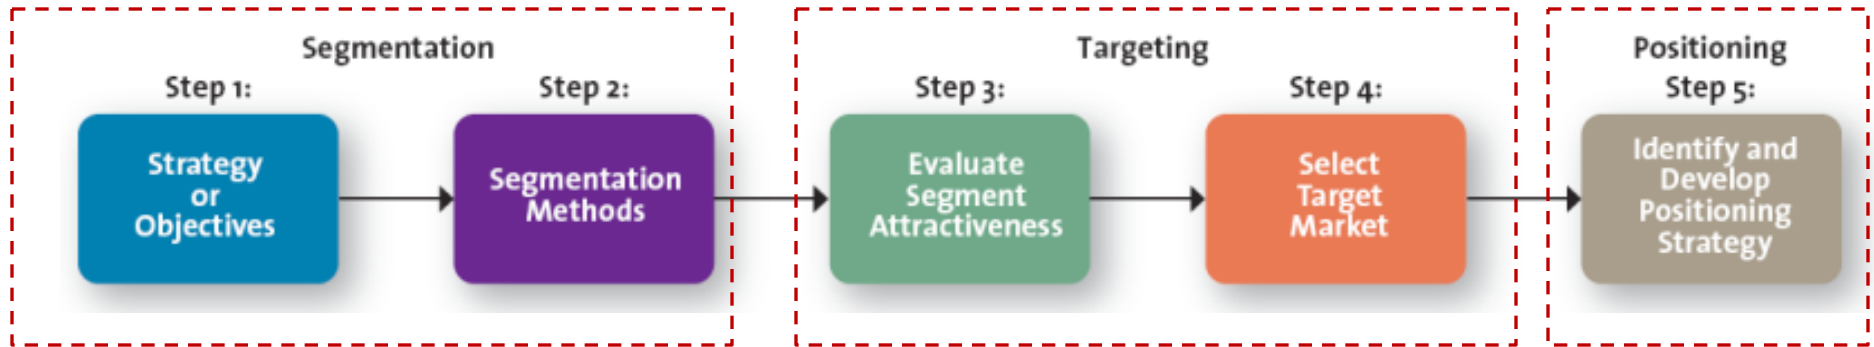 Segmentation
Step 1:
Strategy
or
Objectives
Step 2:
Segmentation
Methods
Targeting
Step 3:
Evaluate
Segment
Attractiveness
Step 4:
Select
Target
Market
Positioning
Step 5:
Identify and
Develop
Positioning
Strategy